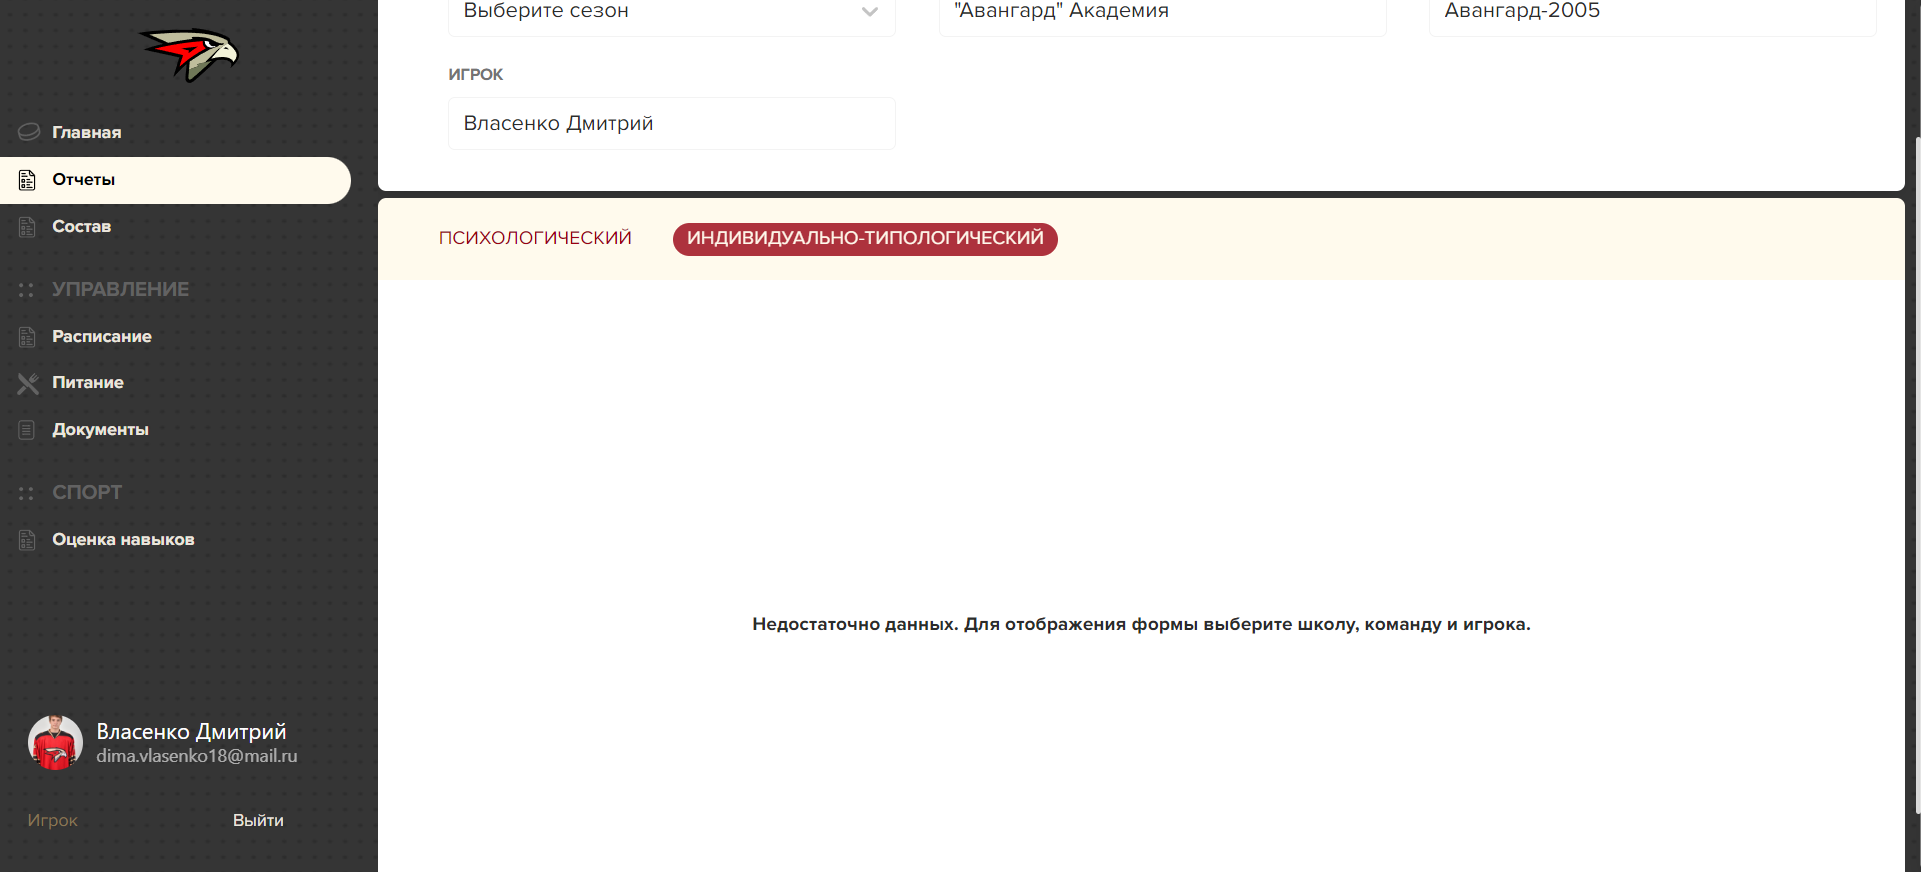 Выберите сезон
"Авангард" Академия
Авангард-2005
ИГРОК
Власенко Дмитрий
Главная
Отчеты
Состав
УПРАВЛЕНИЕ
Расписание
Питание
Документы
СПОРТ
Оценка навыков
ПСИХОЛОГИЧЕСКИЙ
ИНДИВИДУАЛЬНО-ТИПОЛОГИЧЕСКИЙ
Недостаточно данных. Для отображения формы выберите школу, команду и игрока.
Власенко Дмитрий
dima.vlasenko18@mail.ru
Игрок
Выйти